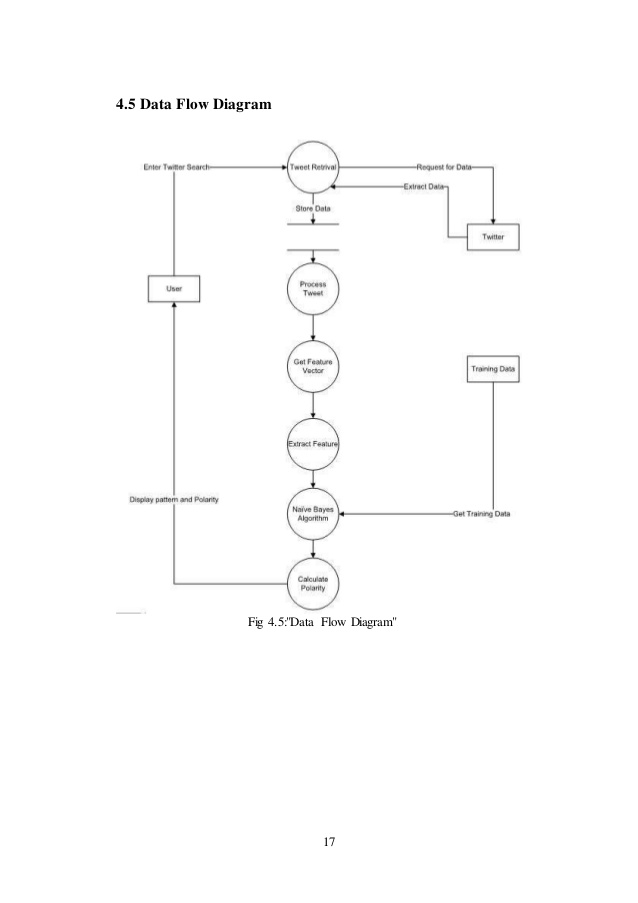 4.5 Data Flow Diagram
Enter Twitter Search
Tweet Retrival
Request for Data
Extract Data
Store Data
Twitter
User
Process
Tweet
Get Feature
Vector
Training Data
Extract Feature
Display pattern and Polarity
Naïve Bayes
Algorithm
Get Training Data
Calculate
Polarity
Fig 4.5:"Data Flow Diagram"
17